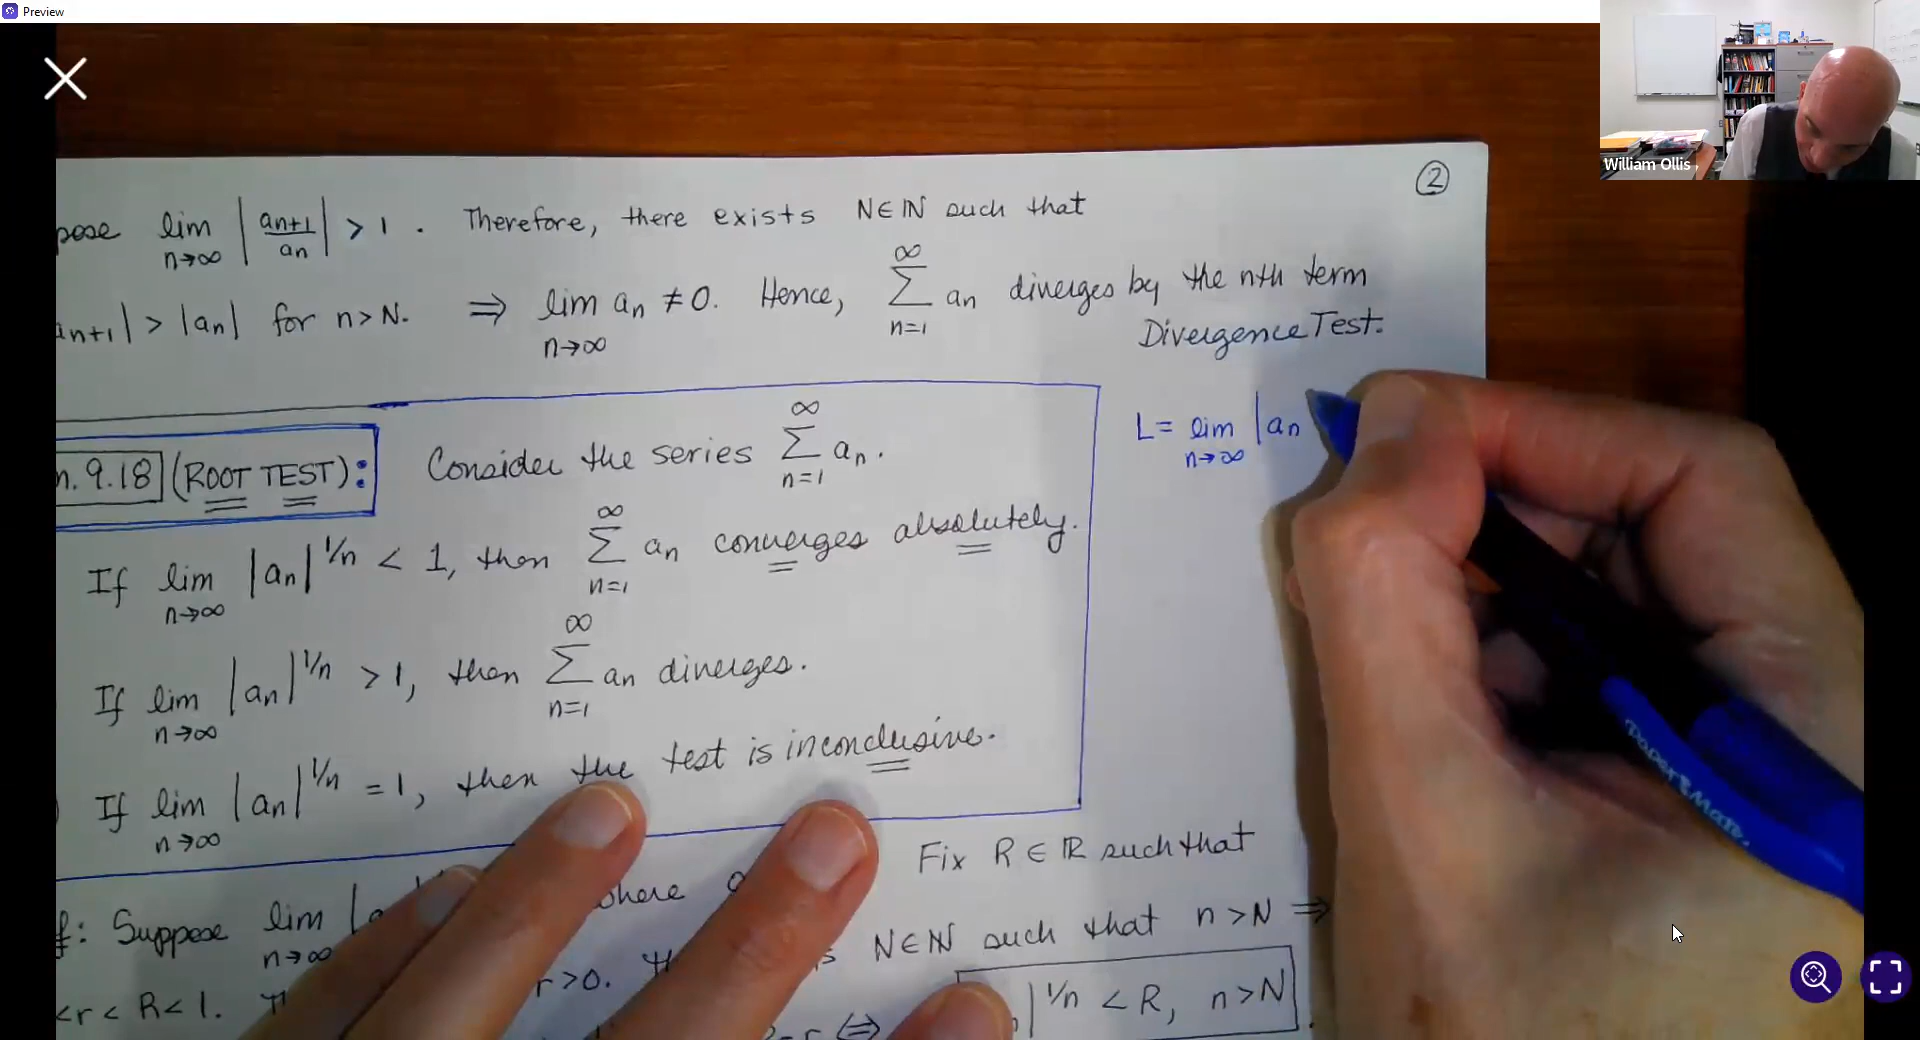 Preview
William Ollis
②
pose lim n→∞ |an+1/an| > 1 . Therefore, there exists N∈ℕ such that
an+1| > |an| for n > N. ⇒ lim n→∞ an ≠ 0. Hence, ∞ Σ n=1 an diverges by the nth term
Divergence Test.
L = lim n→∞ |an
m. 9.18 (ROOT TEST): Consider the series ∞ Σ n=1 an.
If lim n→∞ |an|^1/n < 1, then ∞ Σ n=1 an converges absolutely.
If lim n→∞ |an|^1/n > 1, then ∞ Σ n=1 an diverges.
If lim n→∞ |an|^1/n = 1, then the test is inconclusive.
Fix R ∈ ℝ such that
f: Suppose lim n→∞ |a where
N∈ℕ such that n > N ⇒
<r < R < 1. r > 0.
-r ⇔ n|^1/n < R, n > N
PaperMate.